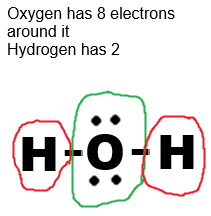 Oxygen has 8 electrons
around it
Hydrogen has 2
H-O-H